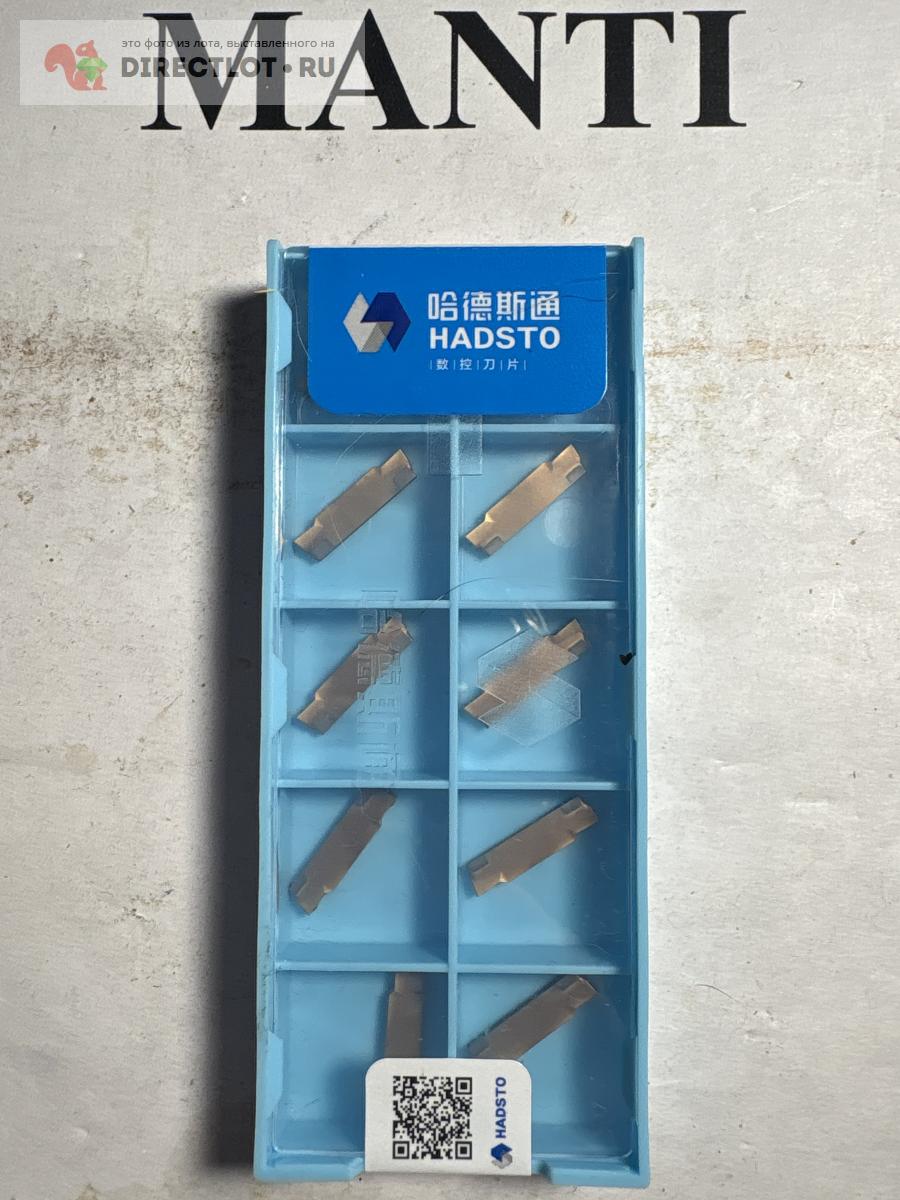 MANTI
это фото из лота, выставленного на
DIRECTLOT.RU
哈德斯通
HADSTO
|数|控|刀|片|
HADSTO